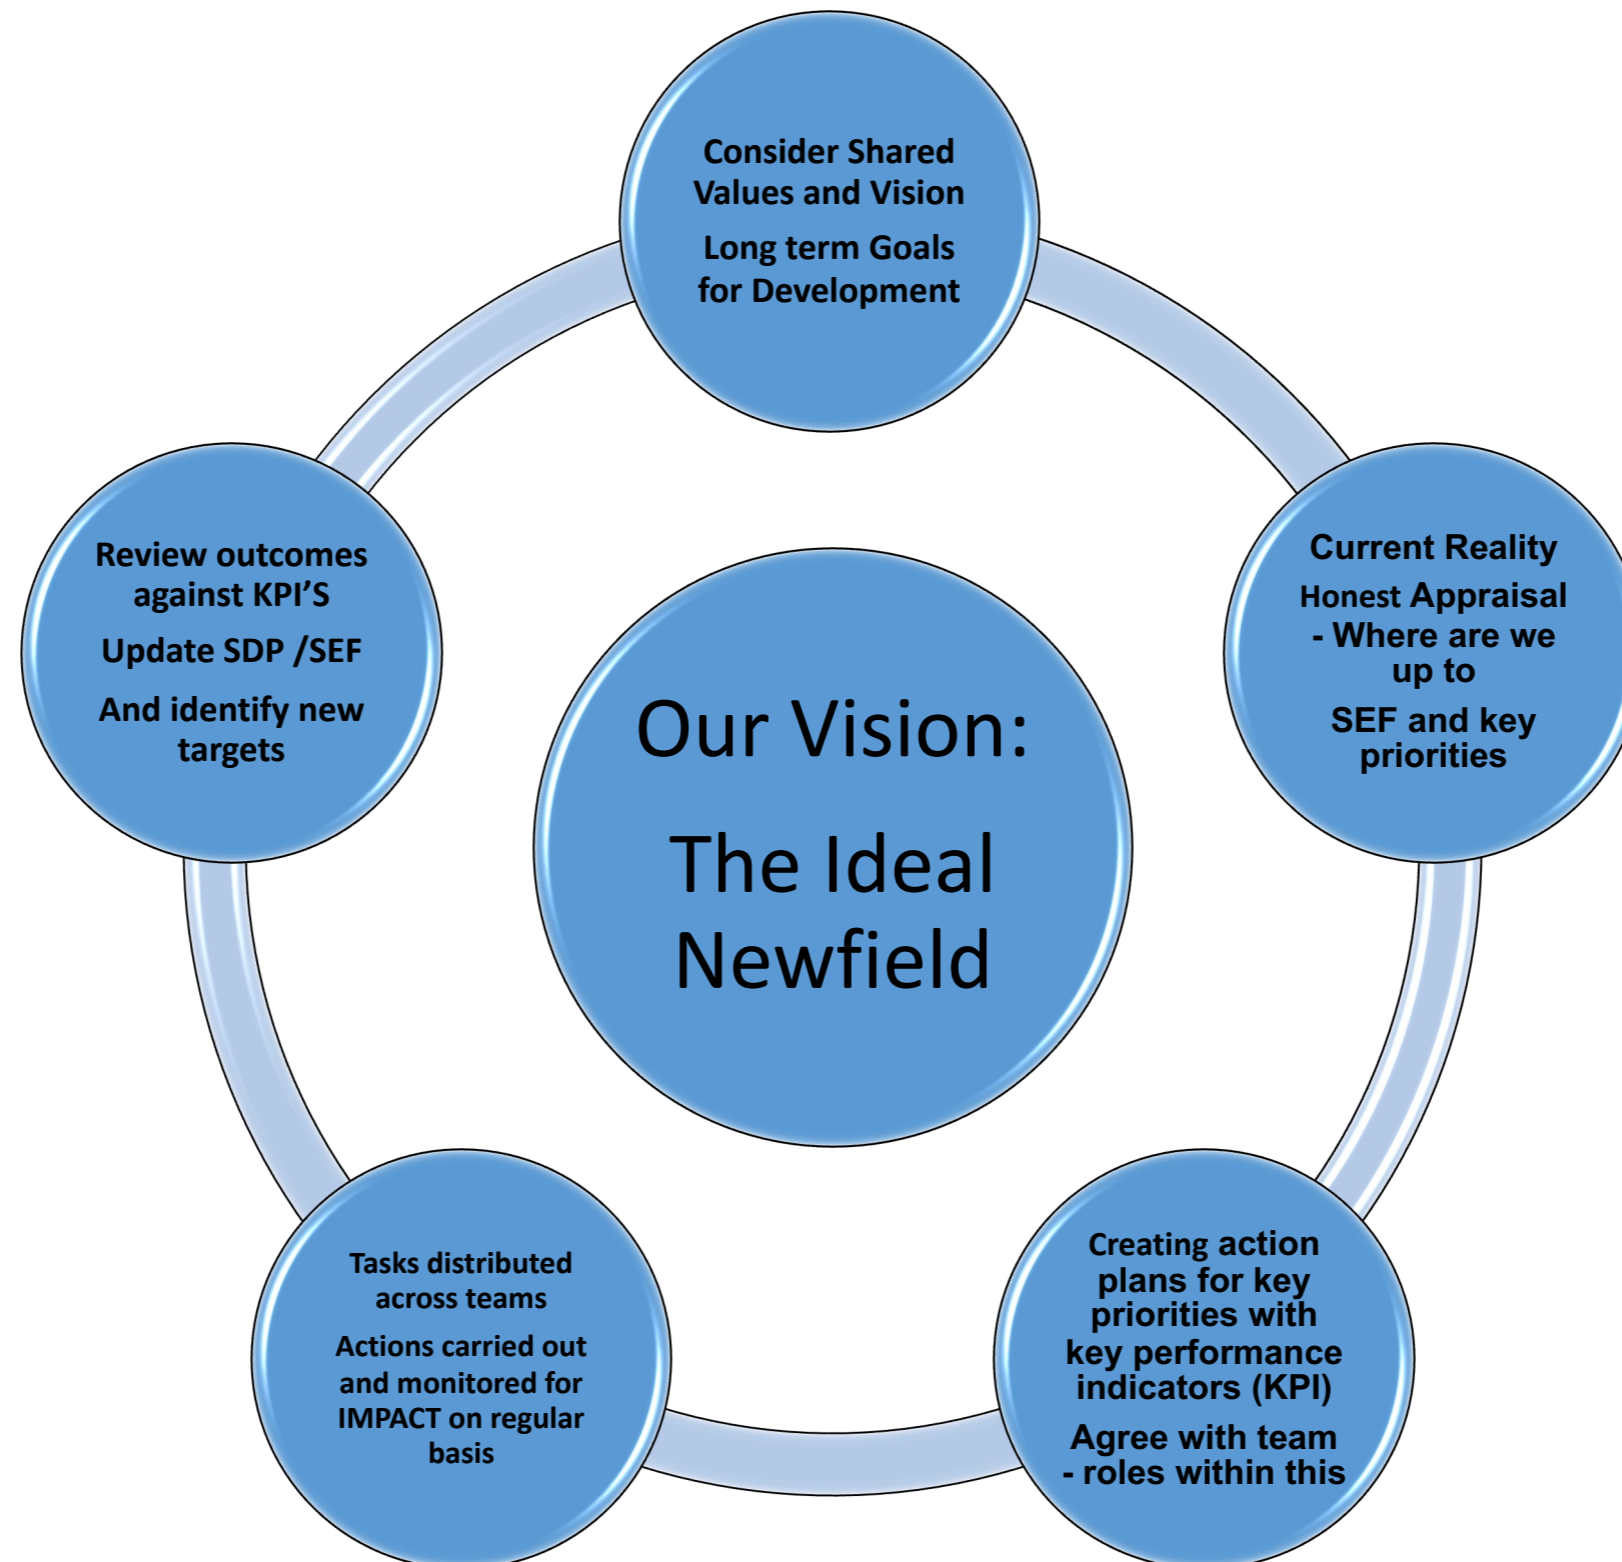 Consider Shared
Values and Vision
Long term Goals
for Development
Current Reality
Honest Appraisal
- Where are we
up to
SEF and key
priorities
Creating action
plans for key
priorities with
key performance
indicators (KPI)
Agree with team
- roles within this
Tasks distributed
across teams
Actions carried out
and monitored for
IMPACT on regular
basis
Review outcomes
against KPI’S
Update SDP /SEF
And identify new
targets
Our Vision:
The Ideal
Newfield